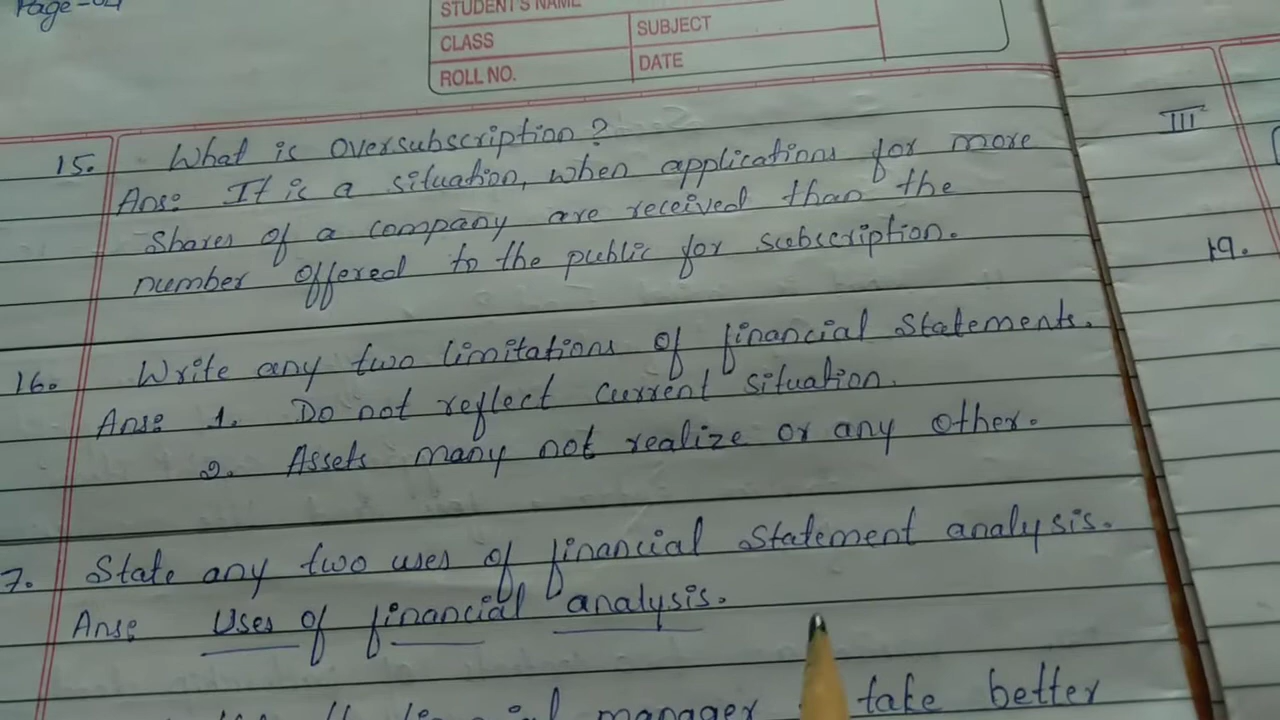 Page-04
STUDENT'S NAME
CLASS SUBJECT
ROLL NO. DATE
15. What is oversubscription?
Ans: It is a situation, when applications for more
shares of a company are received than the
number offered to the public for subscription.
16. Write any two limitations of financial statements.
Ans: 1. Do not reflect current situation.
2. Assets many not realize or any other.
7. State any two uses of financial statement analysis.
Ans: Uses of financial analysis.
manager take better
III
19.